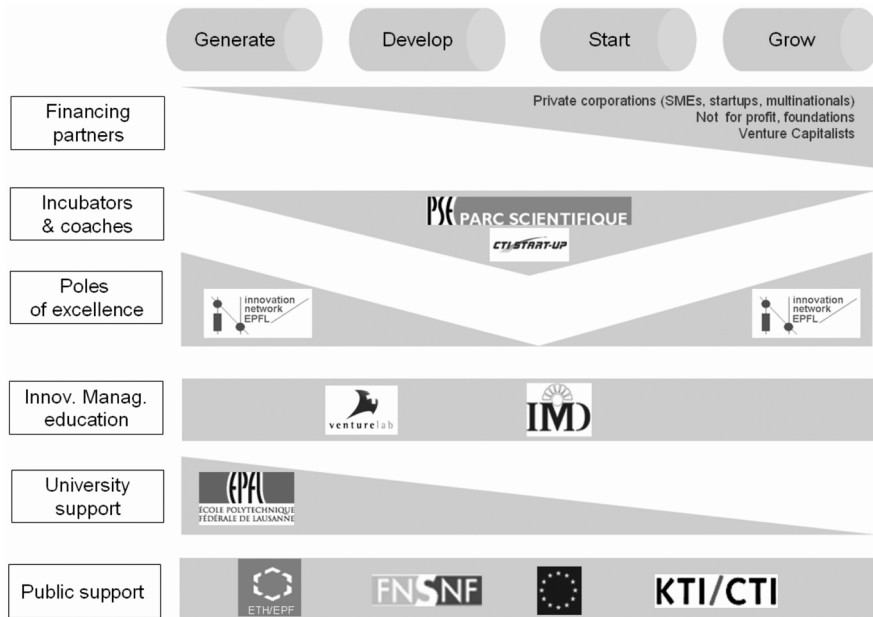 Generate
Develop
Start
Grow
Financing
partners
Private corporations (SMEs, startups, multinationals)
Not for profit, foundations
Venture Capitalists
Incubators
& coaches
PSE PARC SCIENTIFIQUE
CTI START-UP
Poles
of excellence
innovation
network
EPFL
innovation
network
EPFL
Innov. Manag.
education
venturelab
IMD
University
support
EPFL
ÉCOLE POLYTECHNIQUE
FÉDÉRALE DE LAUSANNE
Public support
ETH/EPF
FNSNF
KTI/CTI